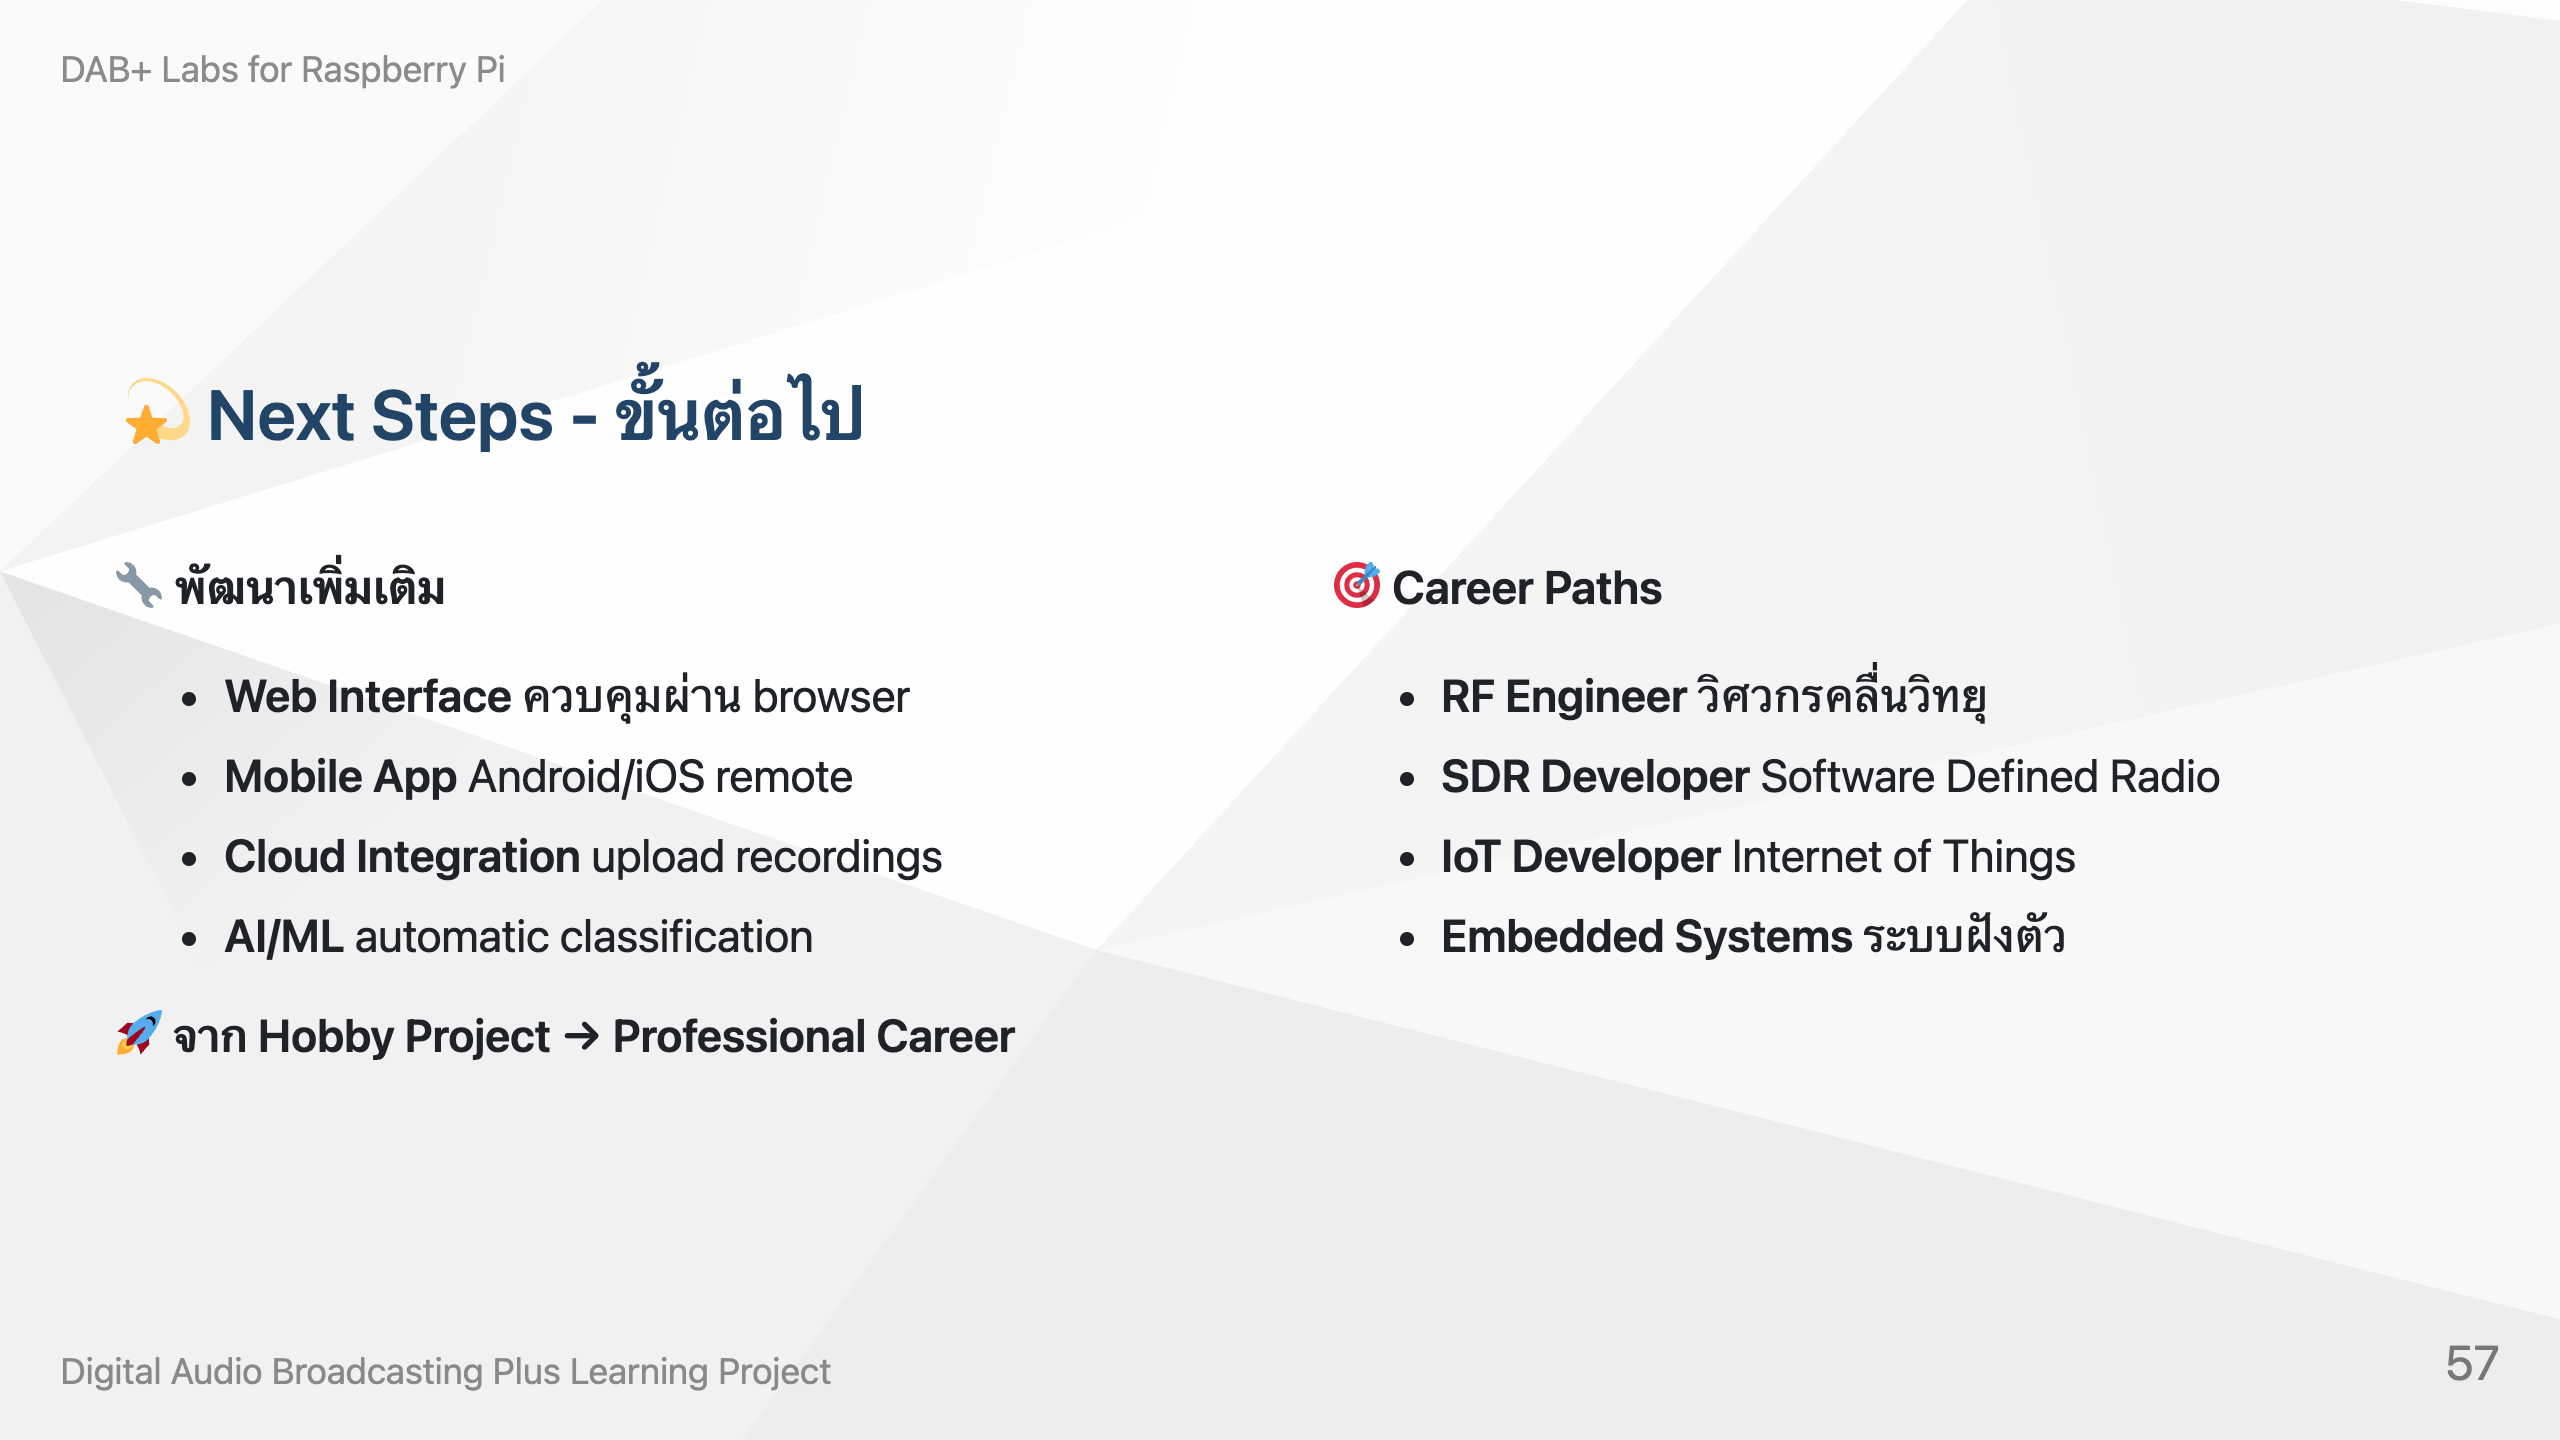 DAB+ Labs for Raspberry Pi
💫 Next Steps - ขั้นต่อไป
🔧 พัฒนาเพิ่มเติม
• Web Interface ควบคุมผ่าน browser
• Mobile App Android/iOS remote
• Cloud Integration upload recordings
• AI/ML automatic classification
🚀 จาก Hobby Project → Professional Career
🎯 Career Paths
• RF Engineer วิศวกรคลื่นวิทยุ
• SDR Developer Software Defined Radio
• IoT Developer Internet of Things
• Embedded Systems ระบบฝังตัว
Digital Audio Broadcasting Plus Learning Project
57